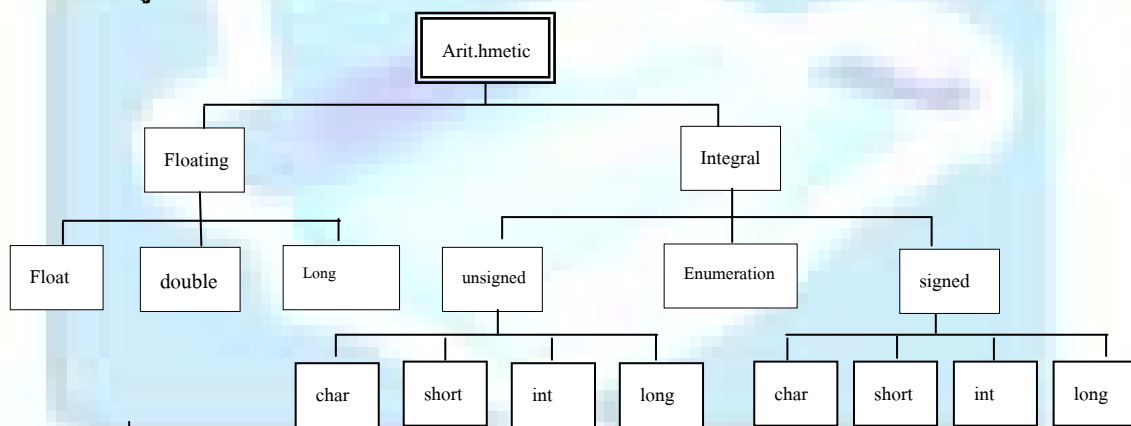 Arit.hmetic
Floating
Integral
Float
double
Long
unsigned
Enumeration
signed
char
short
int
long
char
short
int
long